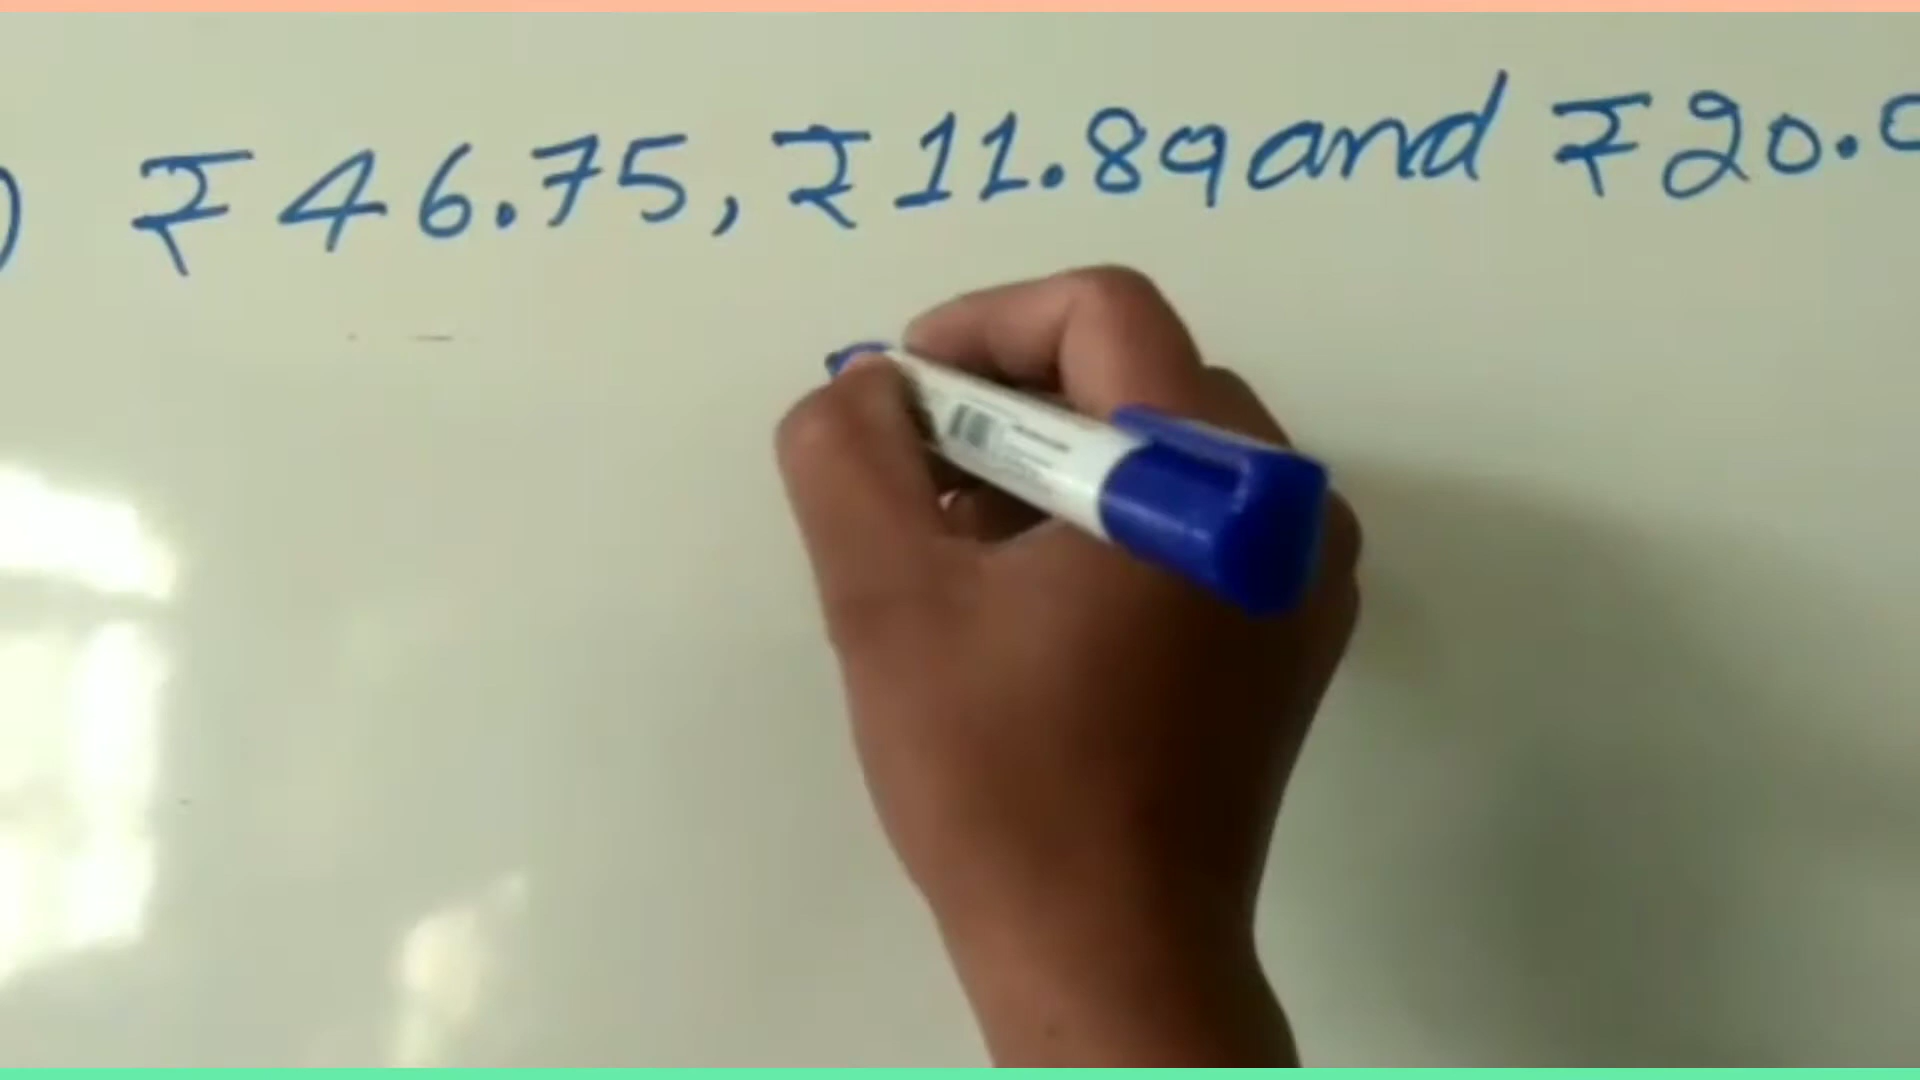 ) ₹ 46.75, ₹ 11.89 and ₹ 20.